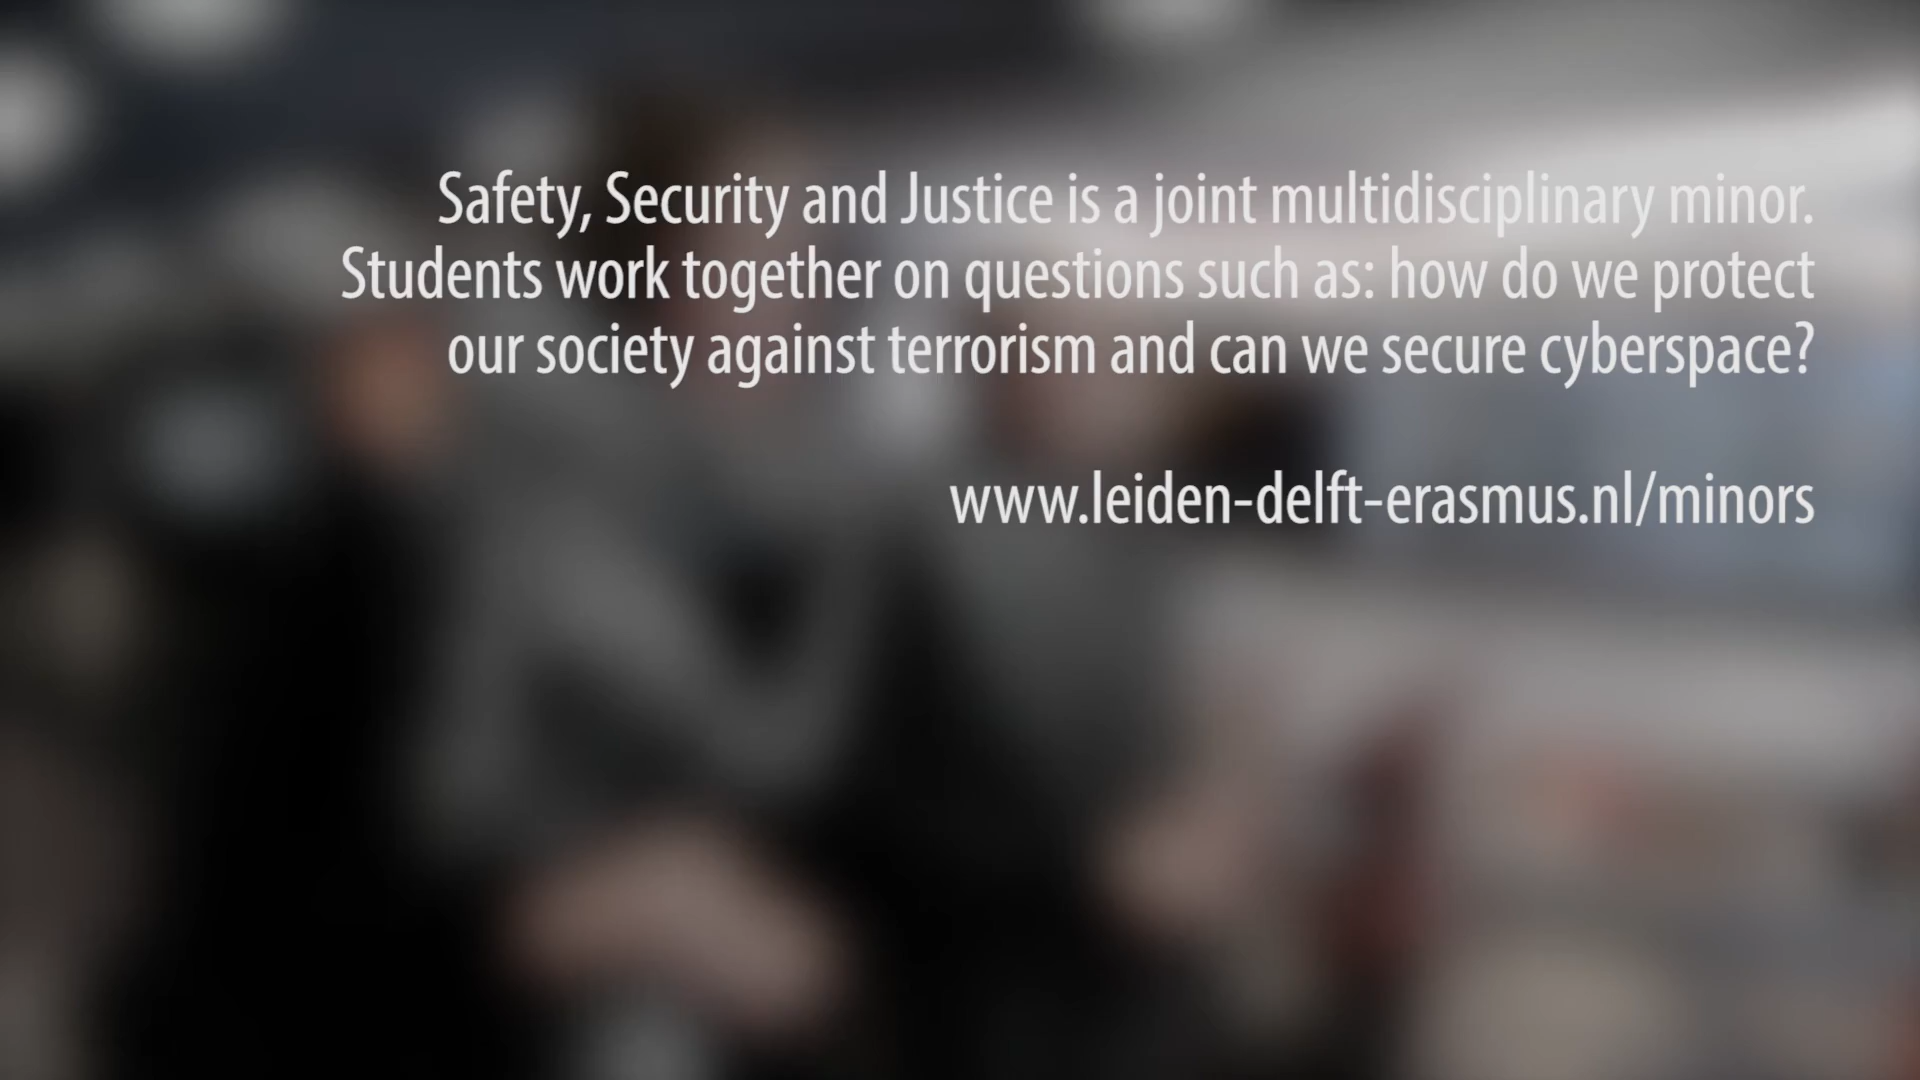 Safety, Security and Justice is a joint multidisciplinary minor.
Students work together on questions such as: how do we protect
our society against terrorism and can we secure cyberspace?
www.leiden-delft-erasmus.nl/minors